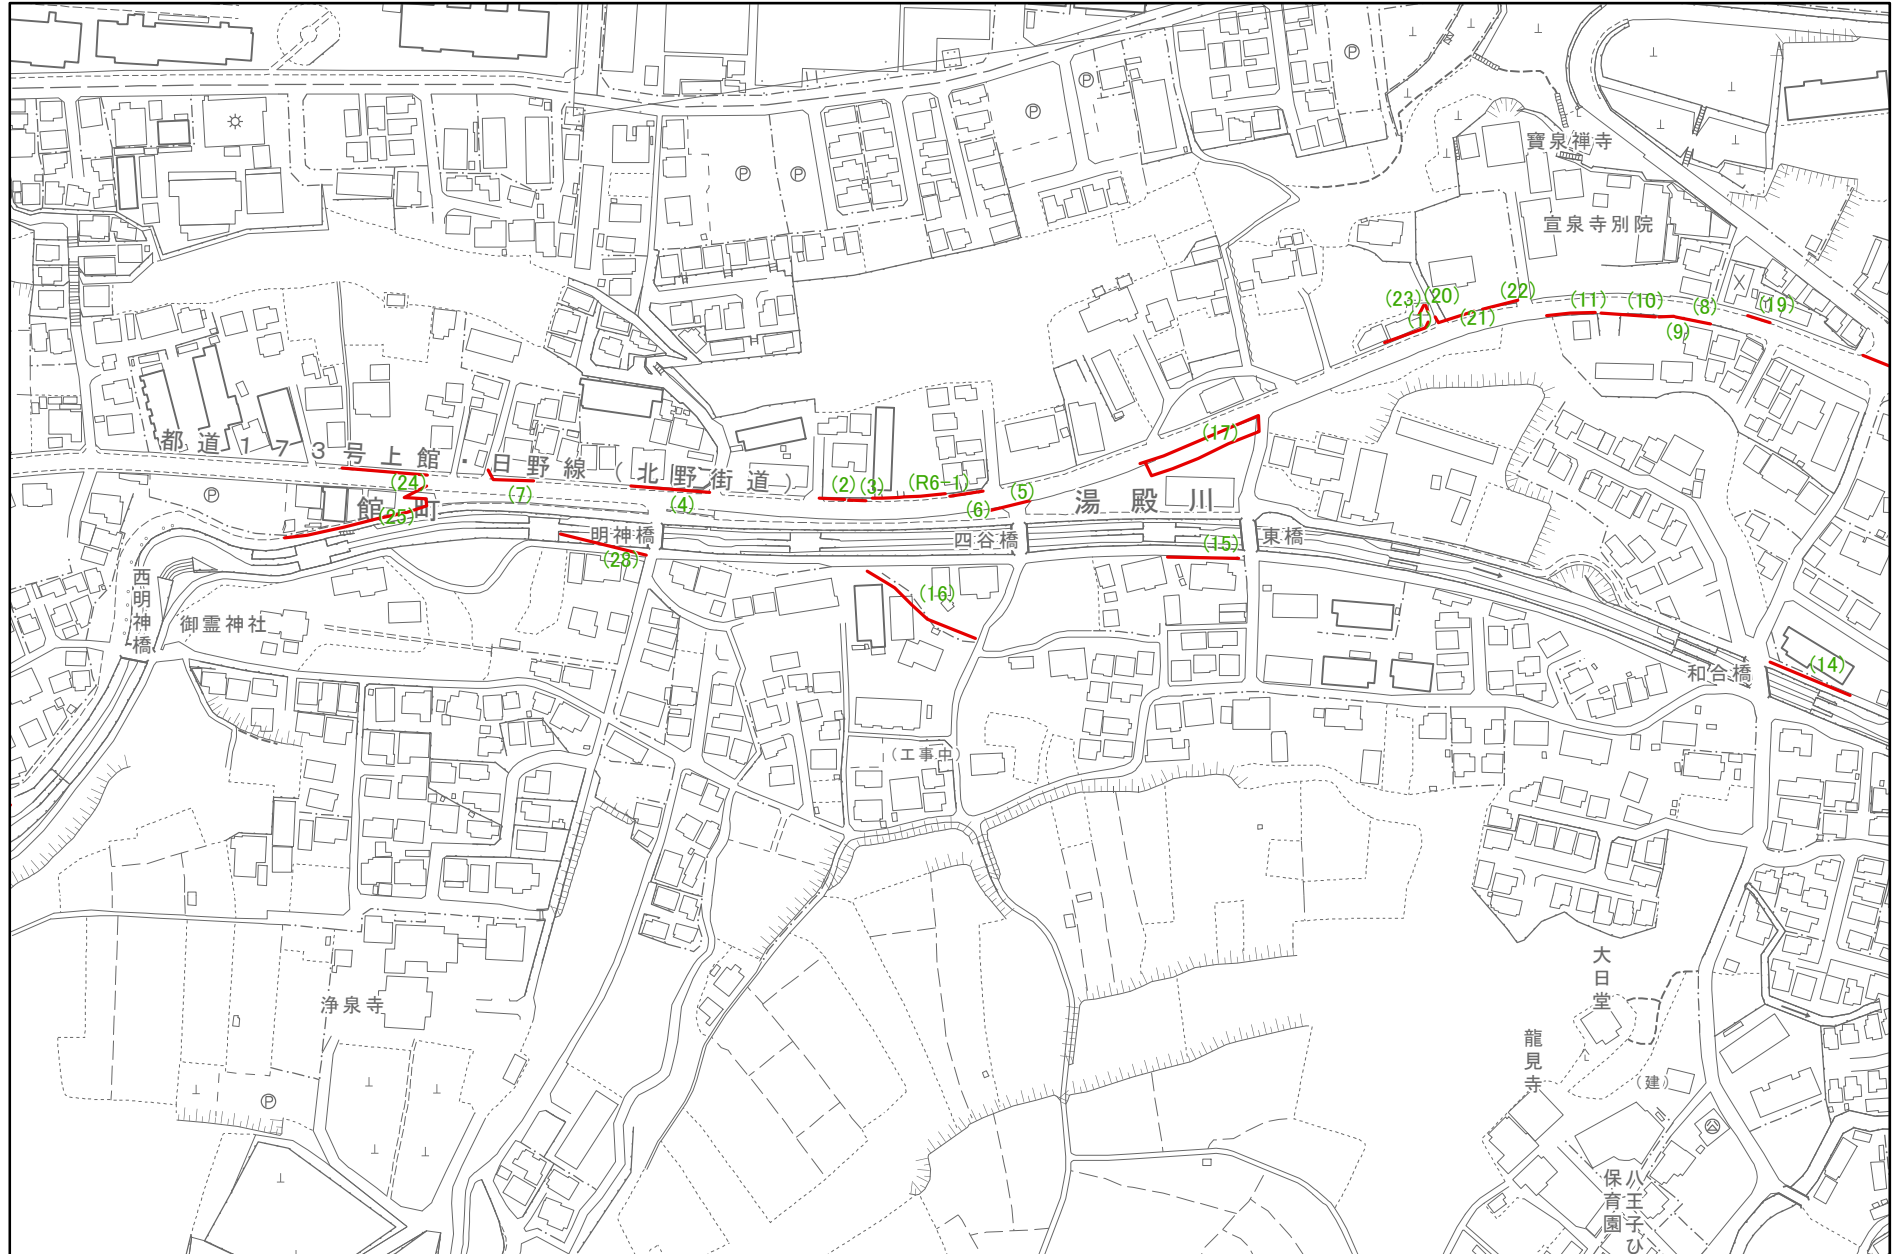 Ⓟ
Ⓟ
Ⓟ
Ⓟ
Ⓟ
寶泉禅寺
宣泉寺別院
(23)
(20)
(22)
(1)
(21)
(11)
(10)
(8)
(19)
(9)
都道173号上館・日野線(北野街道)
(17)
(24)
(7)
(4)
(2)
(3)
(R6-1)
(5)
(6)
Ⓟ
館町
(25)
湯殿川
明神橋
四谷橋
東橋
(28)
(15)
(16)
西明神橋
御霊神社
和合橋
(14)
(工事中)
大日堂
浄泉寺
龍見寺
(建)
Ⓟ
八王子ひ
保育園